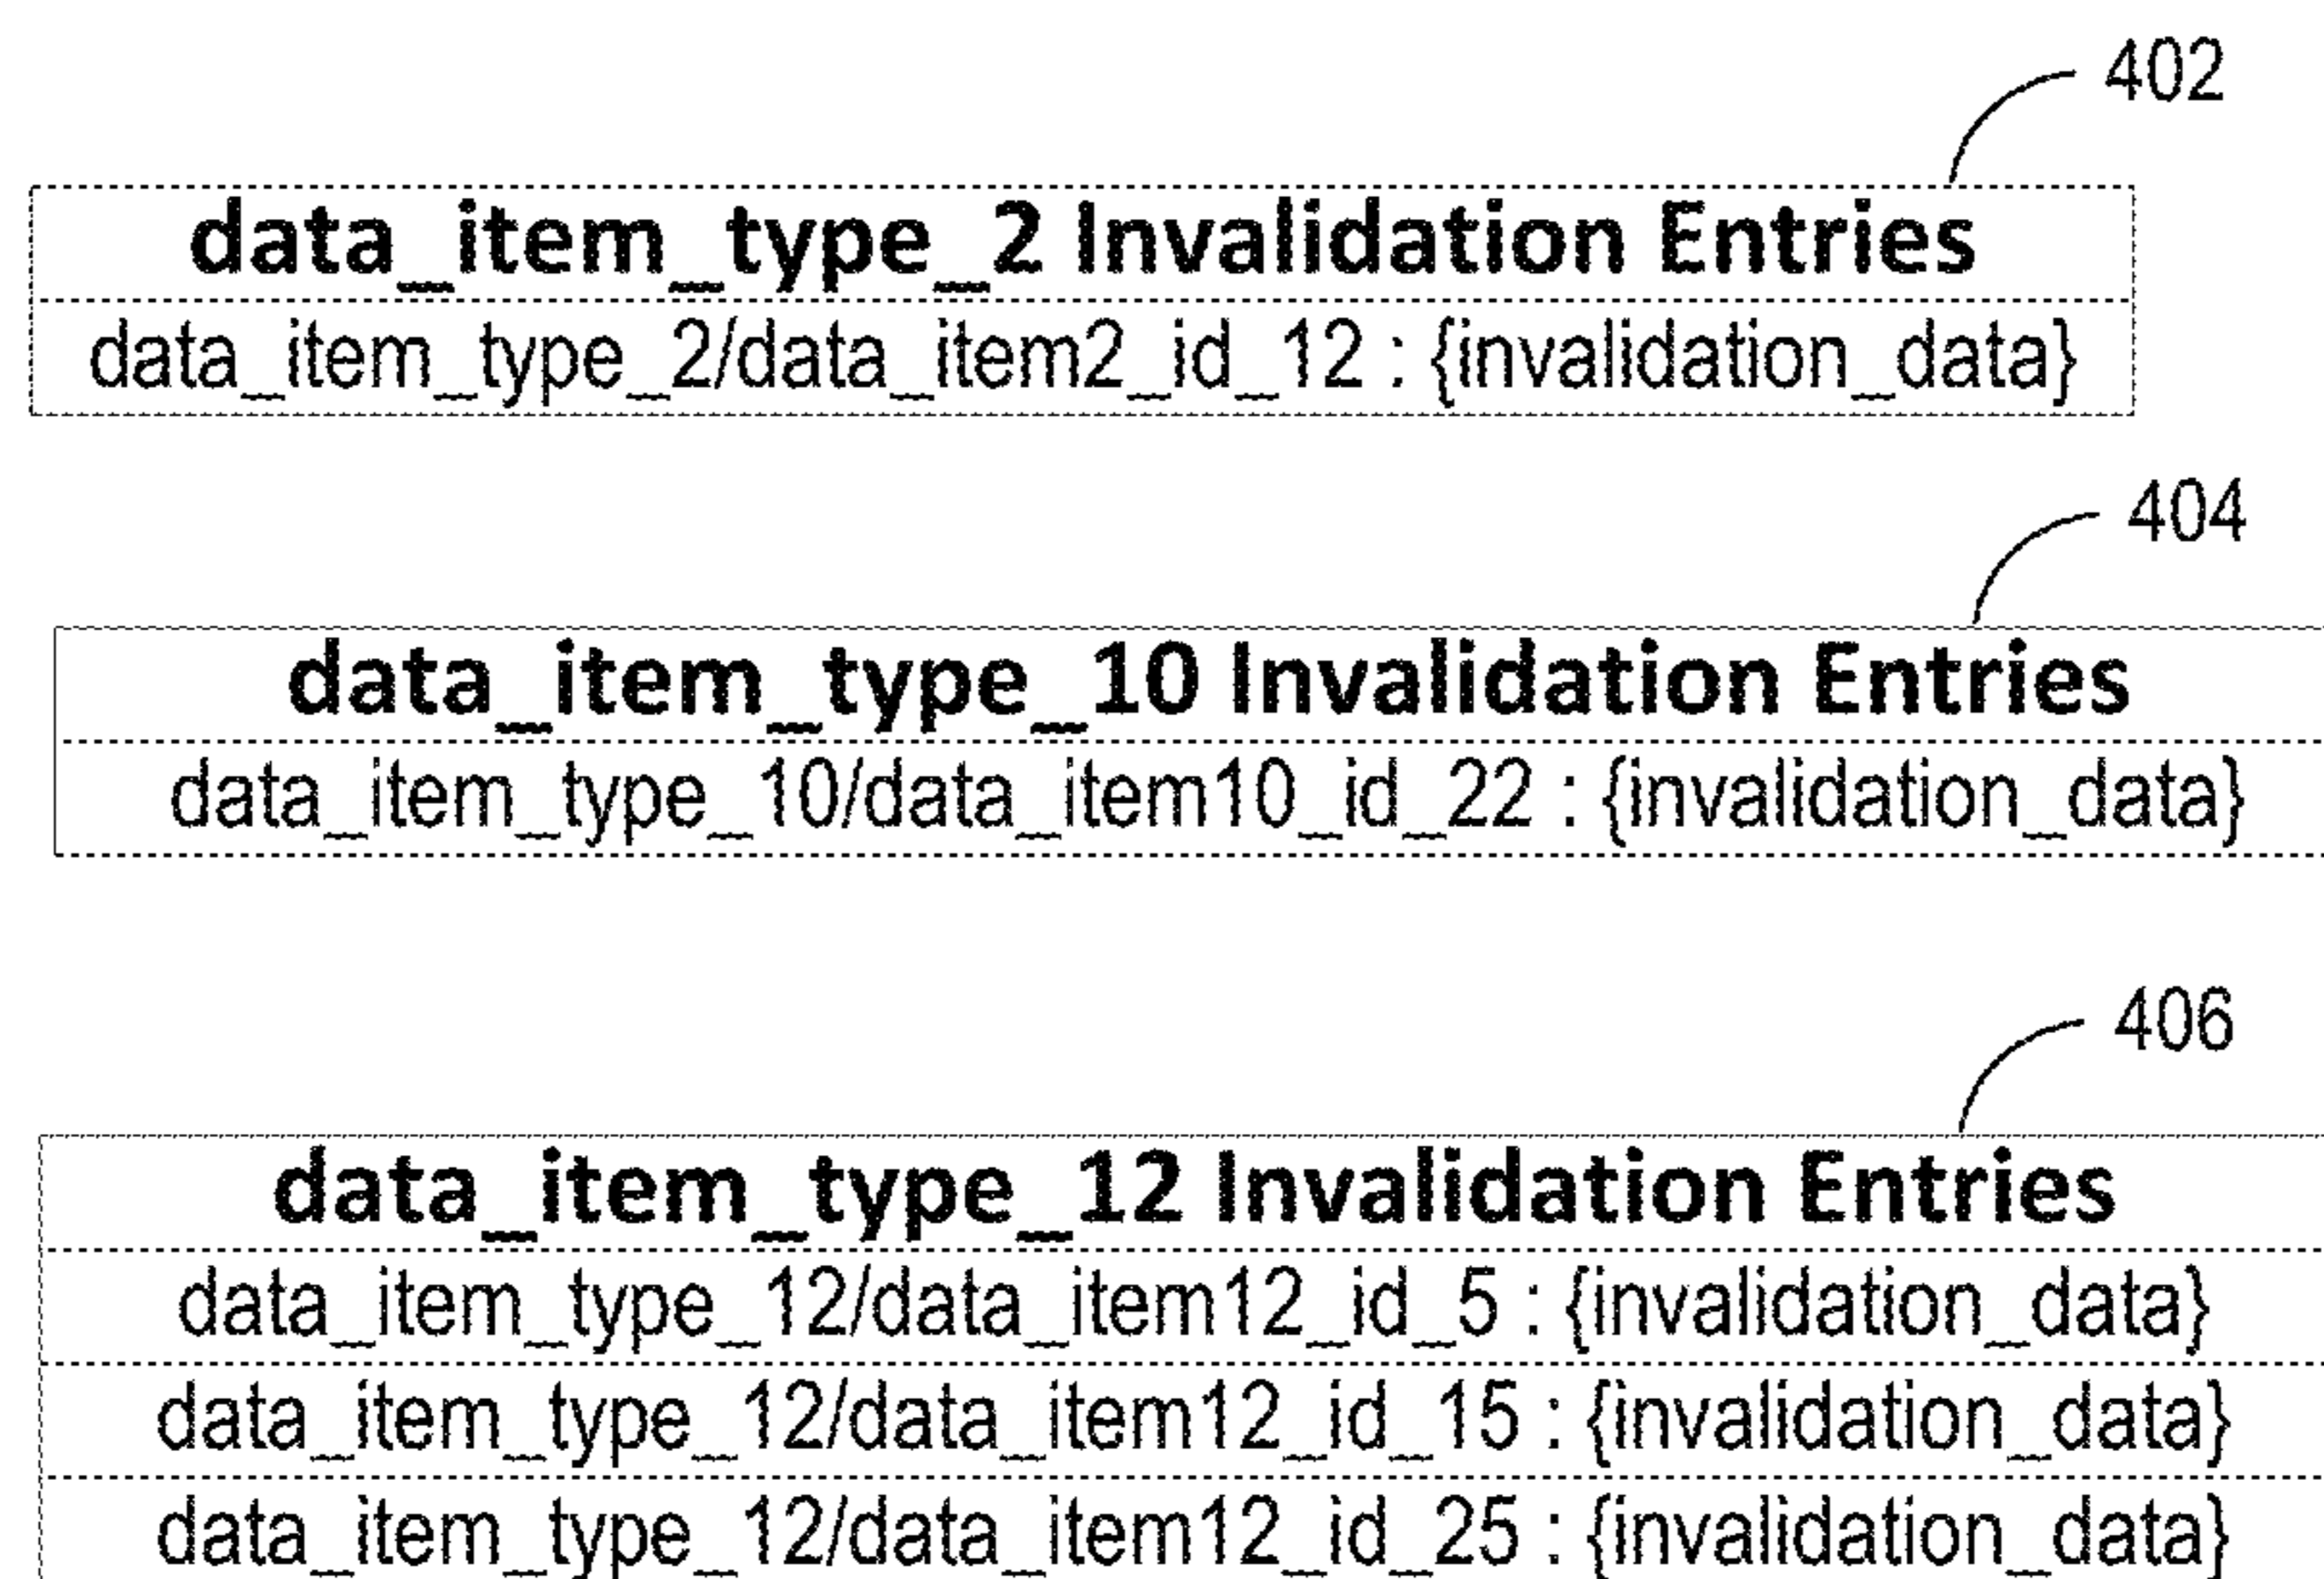 402
data_item_type_2 Invalidation Entries
data_item_type_2/data_item2_id_12 : {invalidation_data}
404
data_item_type_10 Invalidation Entries
data_item_type_10/data_item10_id_22 : {invalidation_data}
406
data_item_type_12 Invalidation Entries
data_item_type_12/data_item12_id_5 : {invalidation_data}
data_item_type_12/data_item12_id_15 : {invalidation_data}
data_item_type_12/data_item12_id_25 : {invalidation_data}